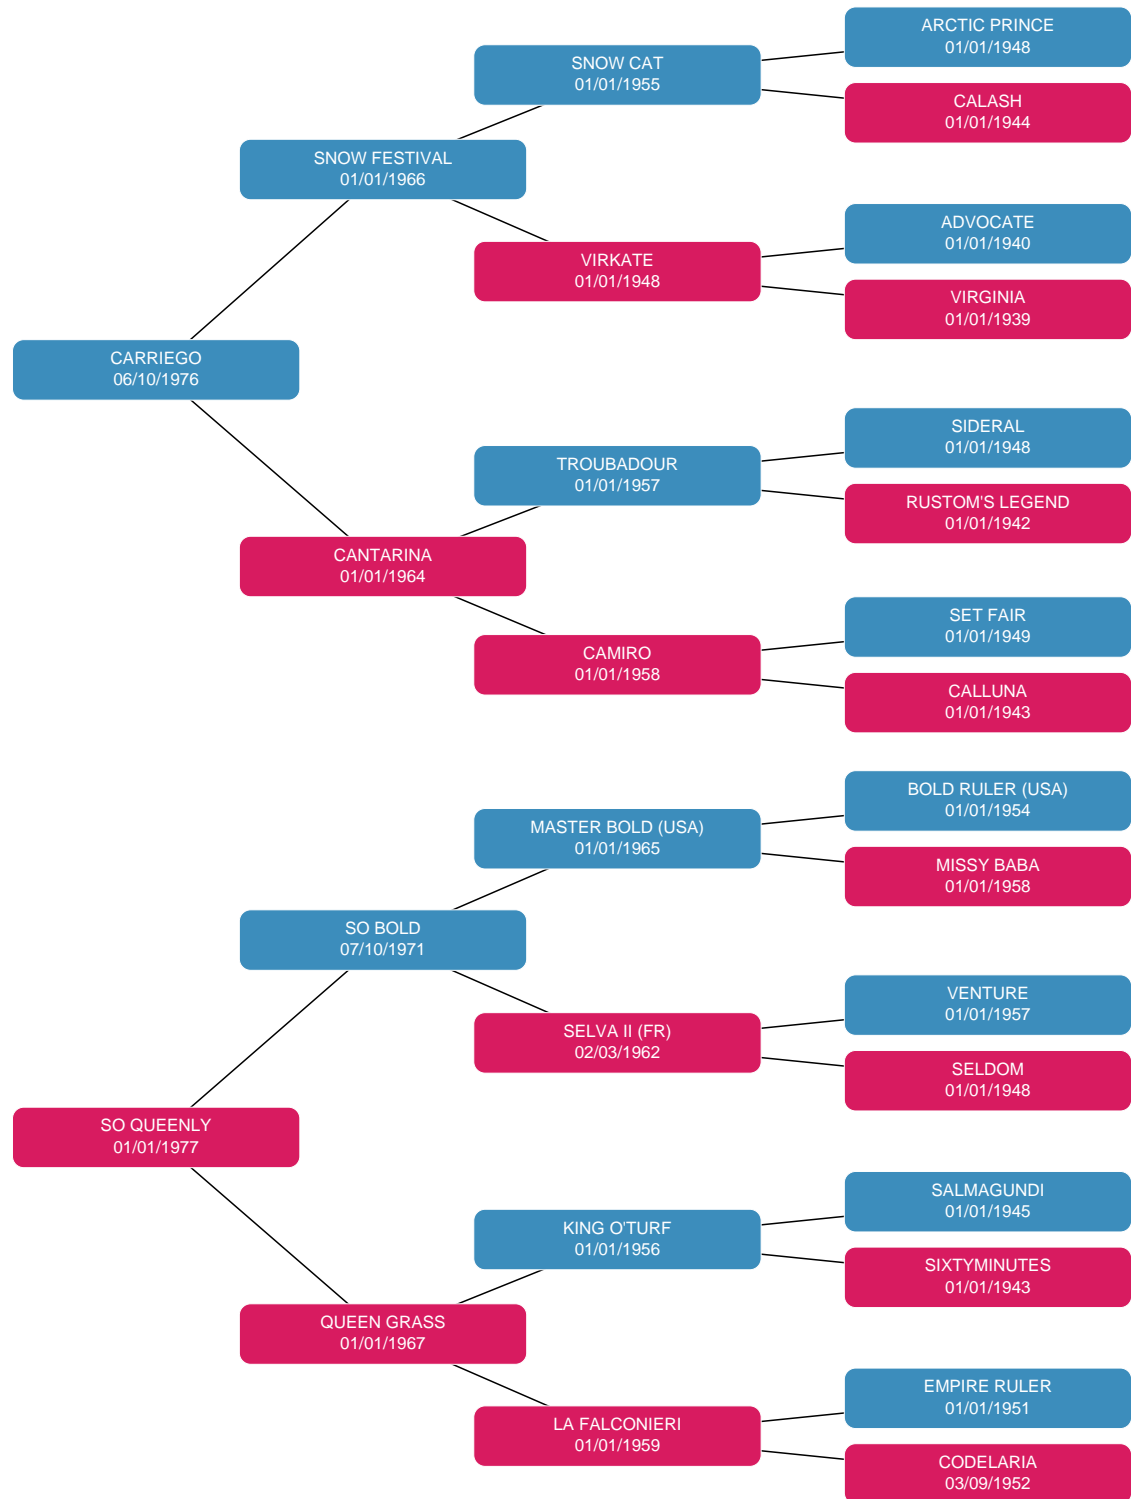 ARCTIC PRINCE
01/01/1948
SNOW CAT
01/01/1955
CALASH
01/01/1944
SNOW FESTIVAL
01/01/1966
ADVOCATE
01/01/1940
VIRKATE
01/01/1948
VIRGINIA
01/01/1939
CARRIEGO
06/10/1976
SIDERAL
01/01/1948
TROUBADOUR
01/01/1957
RUSTOM'S LEGEND
01/01/1942
CANTARINA
01/01/1964
SET FAIR
01/01/1949
CAMIRO
01/01/1958
CALLUNA
01/01/1943
BOLD RULER (USA)
01/01/1954
MASTER BOLD (USA)
01/01/1965
MISSY BABA
01/01/1958
SO BOLD
07/10/1971
VENTURE
01/01/1957
SELVA II (FR)
02/03/1962
SELDOM
01/01/1948
SO QUEENLY
01/01/1977
SALMAGUNDI
01/01/1945
KING O'TURF
01/01/1956
SIXTYMINUTES
01/01/1943
QUEEN GRASS
01/01/1967
EMPIRE RULER
01/01/1951
LA FALCONIERI
01/01/1959
CODELARIA
03/09/1952